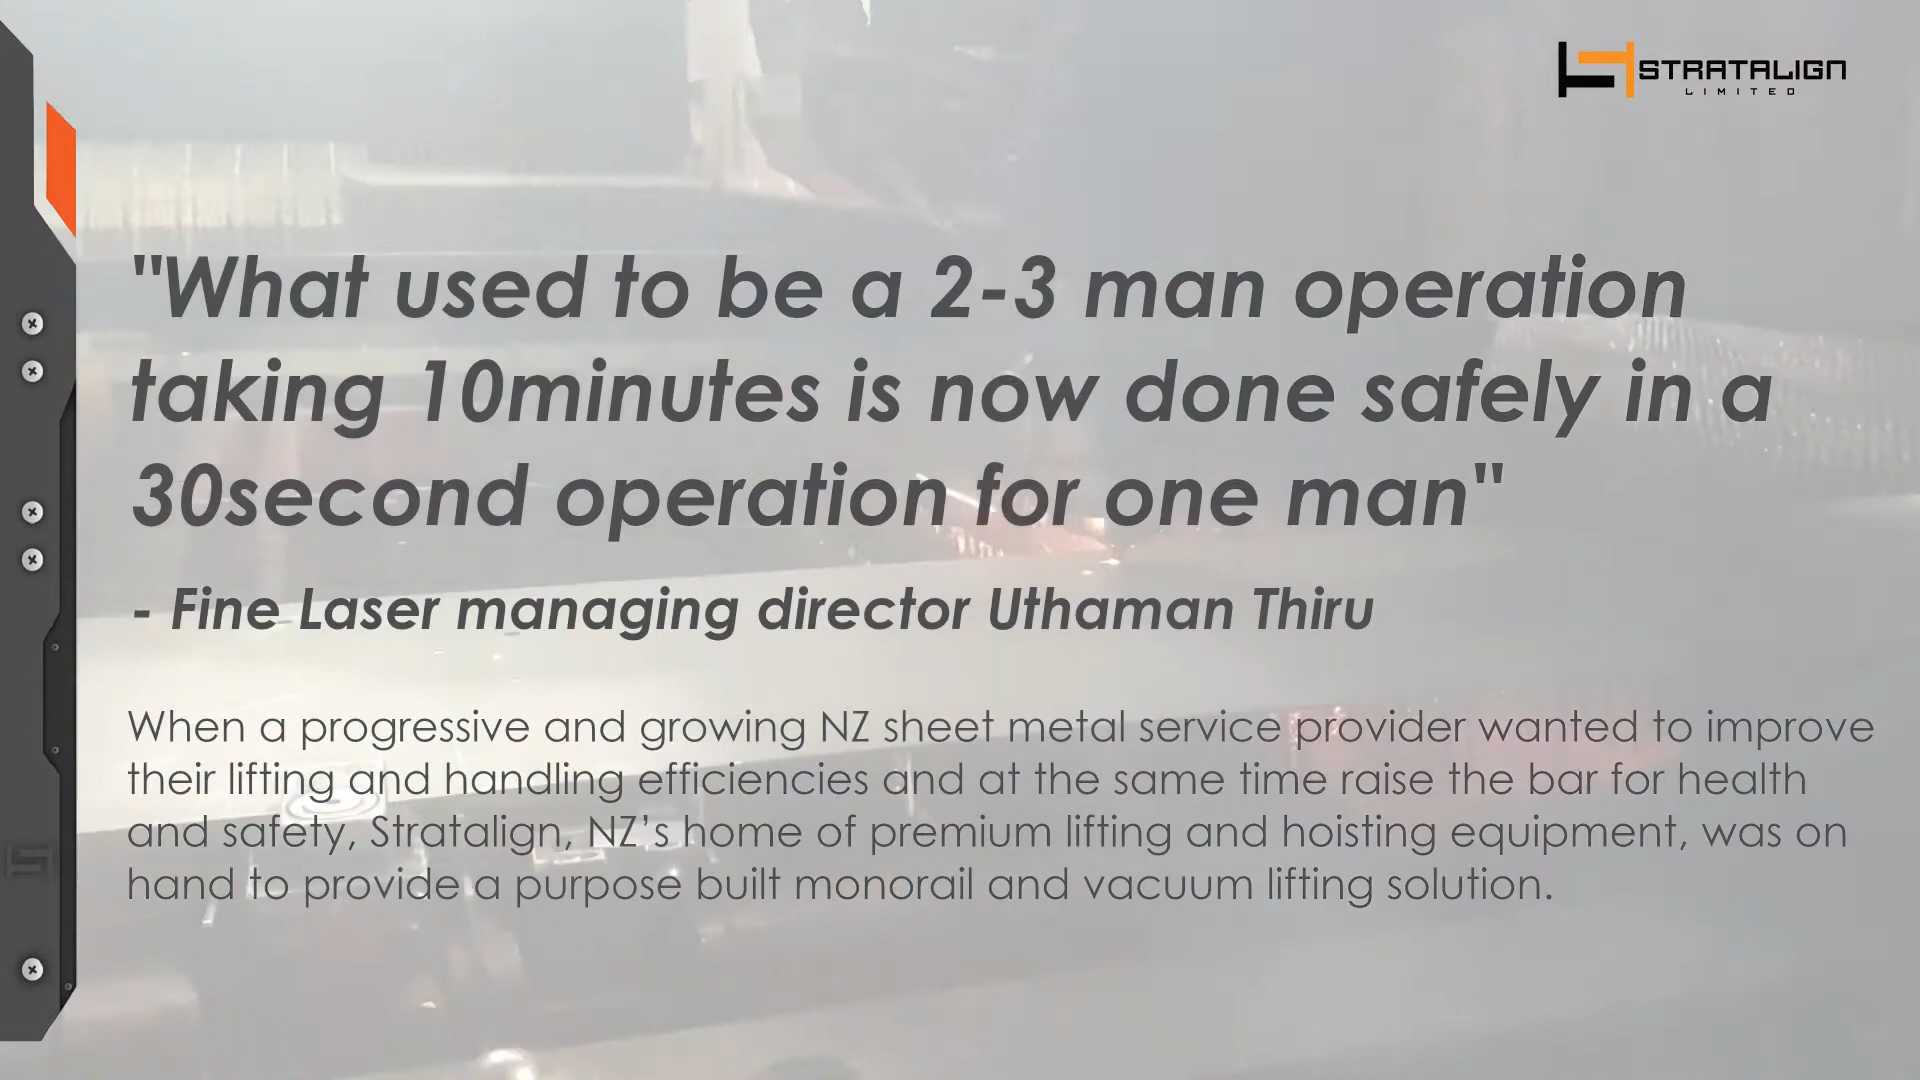 STRATALIGN
LIMITED
"What used to be a 2-3 man operation
taking 10minutes is now done safely in a
30second operation for one man"
- Fine Laser managing director Uthaman Thiru
When a progressive and growing NZ sheet metal service provider wanted to improve
their lifting and handling efficiencies and at the same time raise the bar for health
and safety, Stratalign, NZ’s home of premium lifting and hoisting equipment, was on
hand to provide a purpose built monorail and vacuum lifting solution.